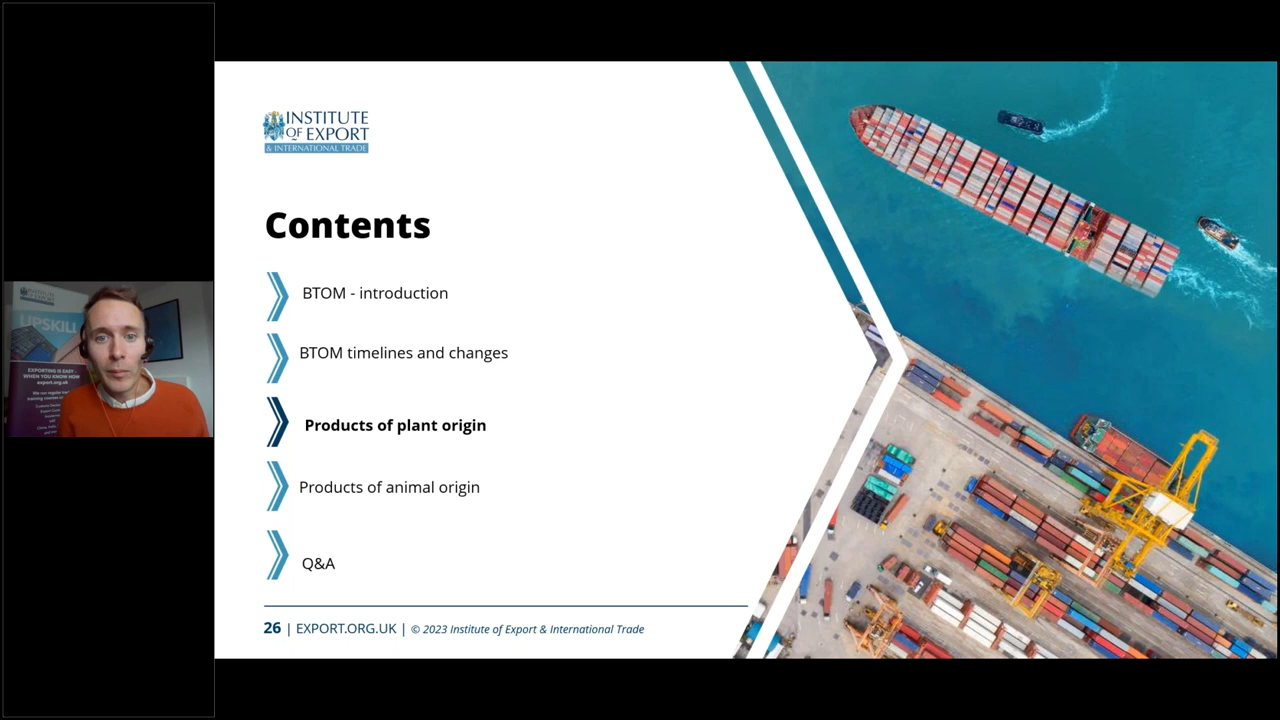 INSTITUTE
OF EXPORT
& INTERNATIONAL TRADE
Contents
BTOM - introduction
BTOM timelines and changes
Products of plant origin
Products of animal origin
Q&A
26 | EXPORT.ORG.UK | © 2023 Institute of Export & International Trade
UPSKILL
EXPORTING IS EASY -
WHEN YOU KNOW HOW
export.org.uk